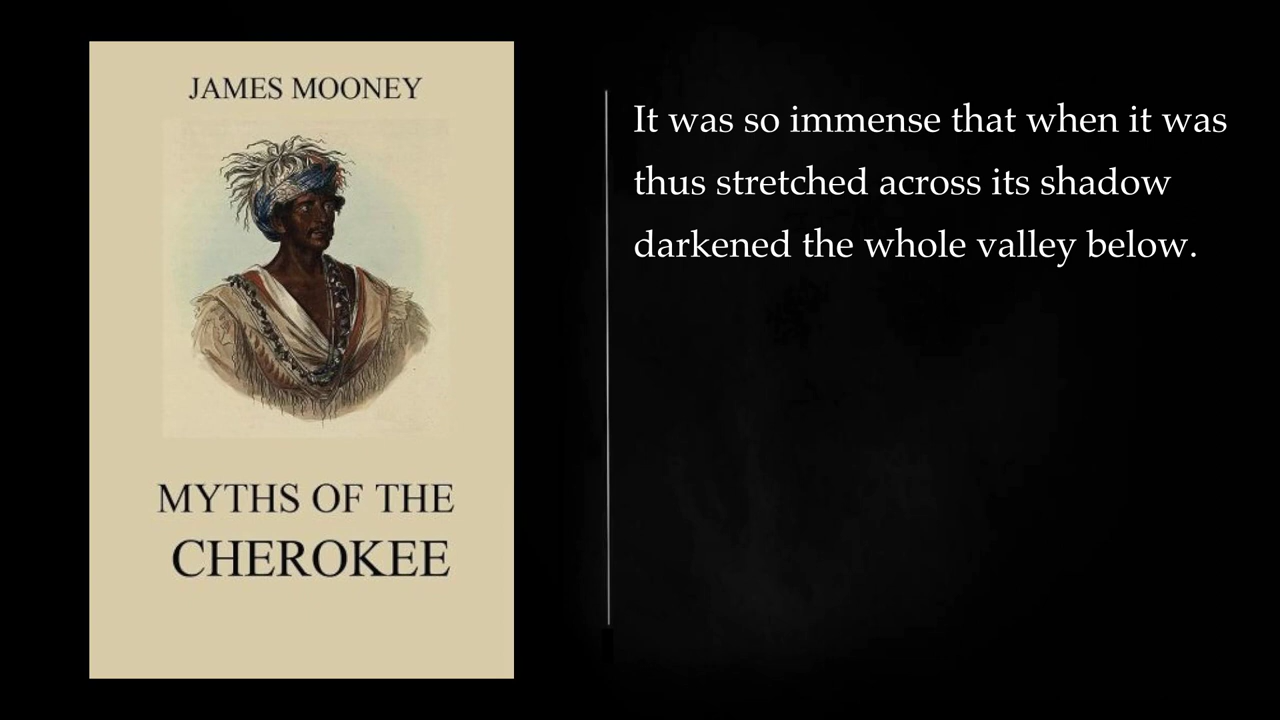 JAMES MOONEY
MYTHS OF THE
CHEROKEE
It was so immense that when it was
thus stretched across its shadow
darkened the whole valley below.